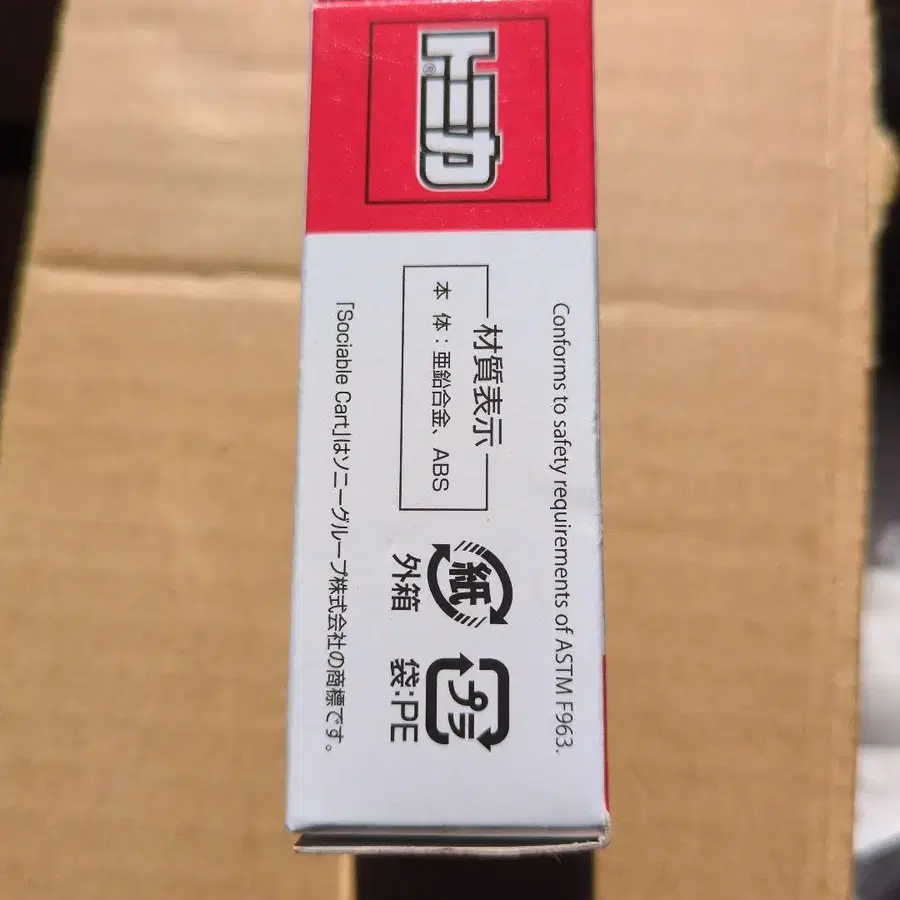 トミカ®
Conforms to safety requirements of ASTM F963.
材質表示
本 体：亜鉛合金、ABS
紙
外箱
プラ
袋:PE
「Sociable Cart」はソニーグループ株式会社の商標です。